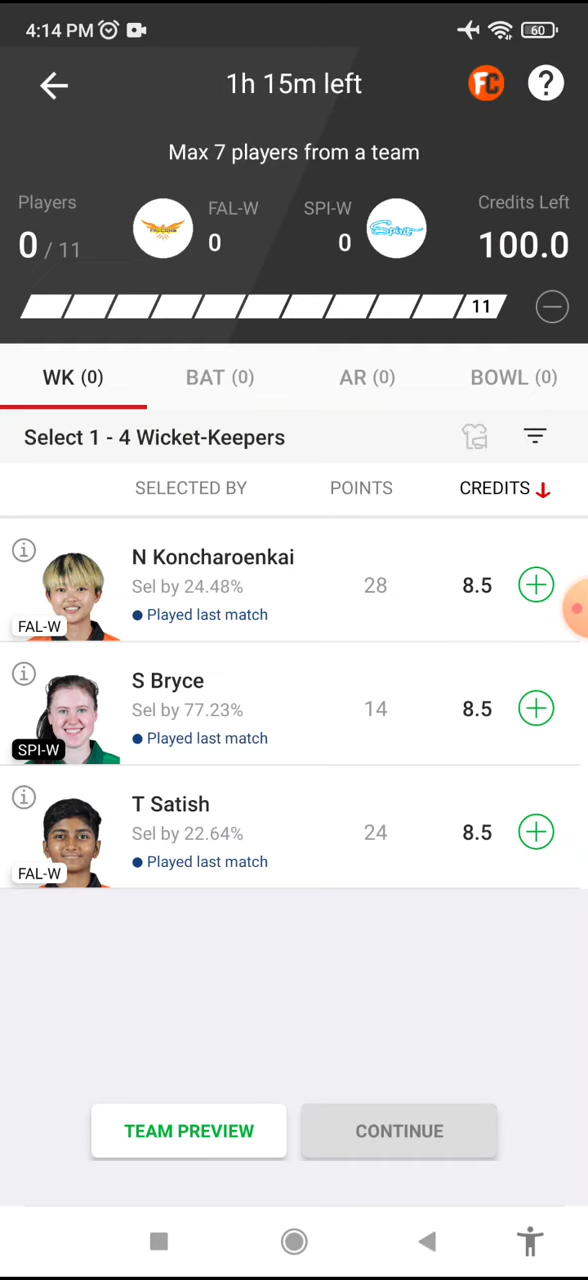 4:14 PM 60
1h 15m left FC ?
Max 7 players from a team
Players FAL-W SPI-W Credits Left
0 / 11 0 0 Spirit 100.0
11
WK (0) BAT (0) AR (0) BOWL (0)
Select 1 - 4 Wicket-Keepers
SELECTED BY POINTS CREDITS
N Koncharoenkai
Sel by 24.48% 28 8.5
Played last match
FAL-W
S Bryce
Sel by 77.23% 14 8.5
Played last match
SPI-W
T Satish
Sel by 22.64% 24 8.5
Played last match
FAL-W
TEAM PREVIEW CONTINUE